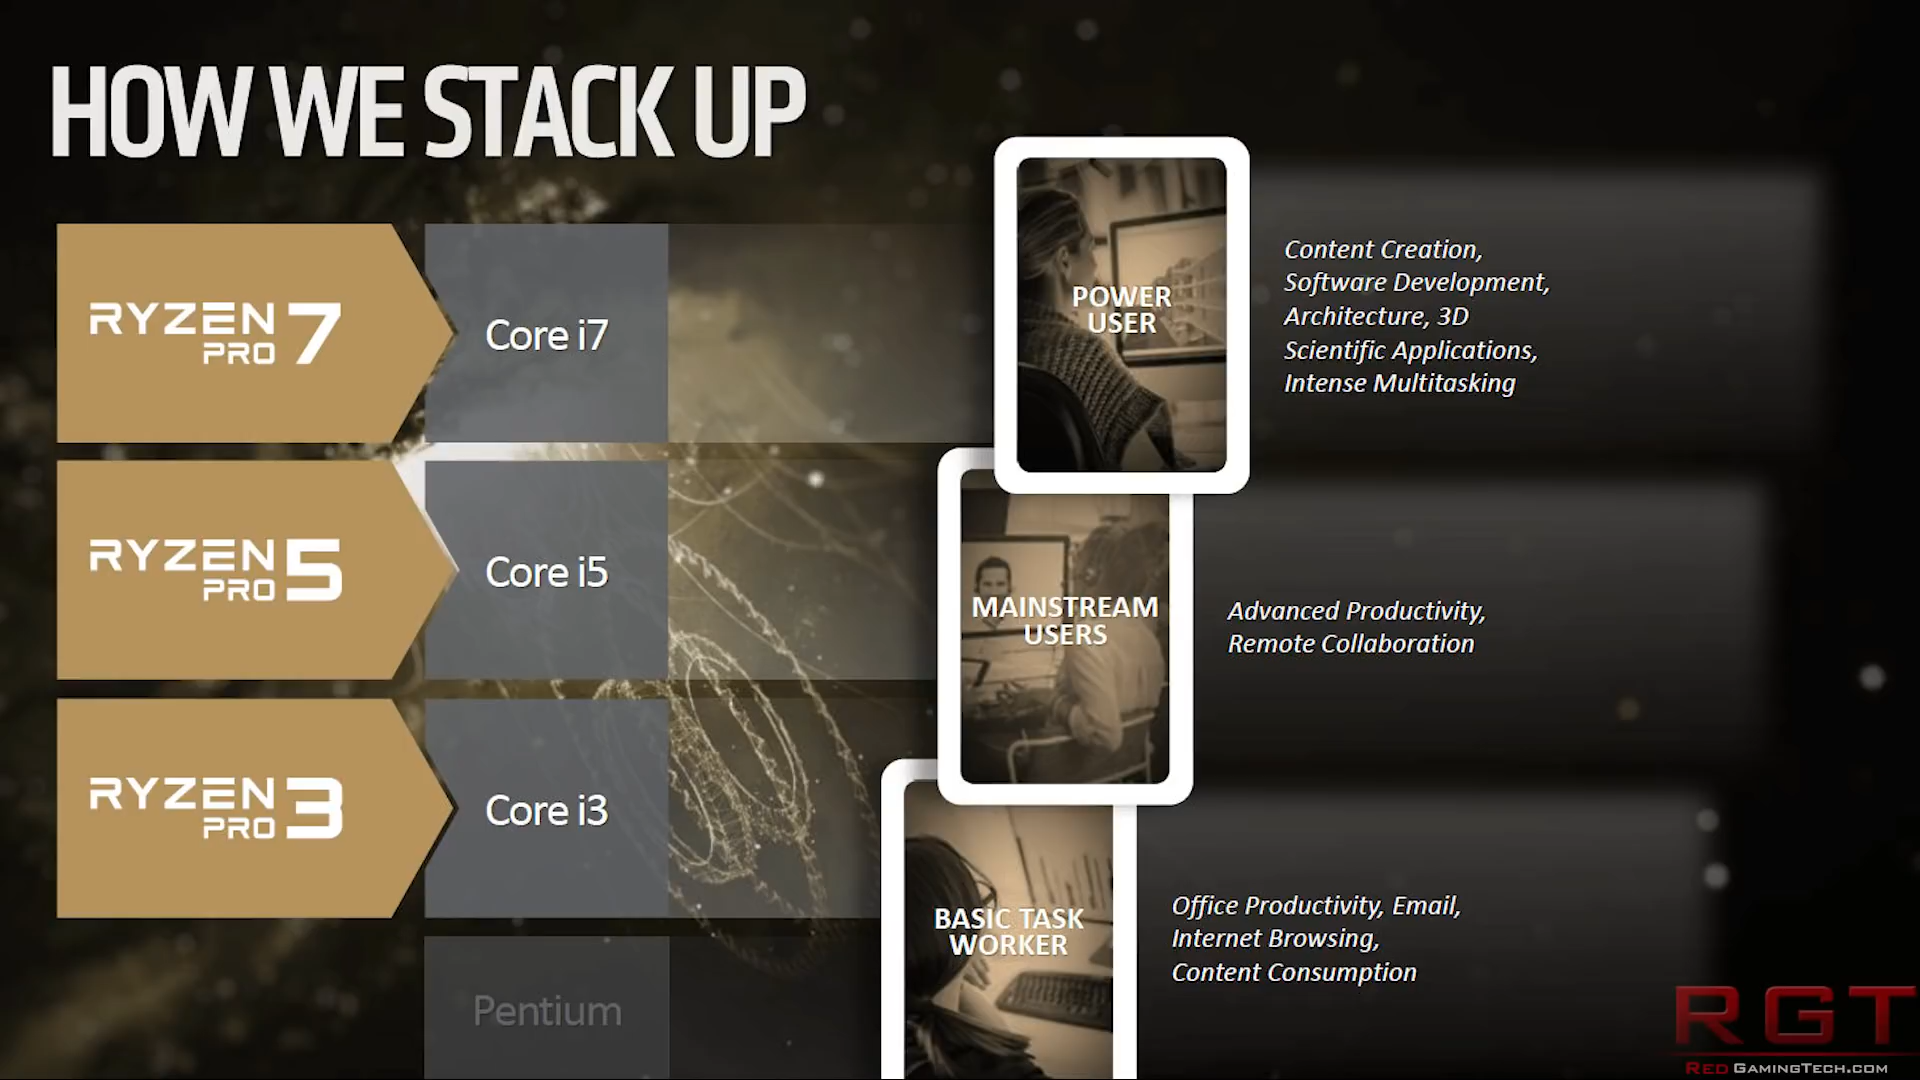 HOW WE STACK UP
RYZEN
PRO 7
Core i7
POWER
USER
Content Creation,
Software Development,
Architecture, 3D
Scientific Applications,
Intense Multitasking
RYZEN
PRO 5
Core i5
MAINSTREAM
USERS
Advanced Productivity,
Remote Collaboration
RYZEN
PRO 3
Core i3
BASIC TASK
WORKER
Office Productivity, Email,
Internet Browsing,
Content Consumption
Pentium
RGT
REDGAMINGTECH.COM